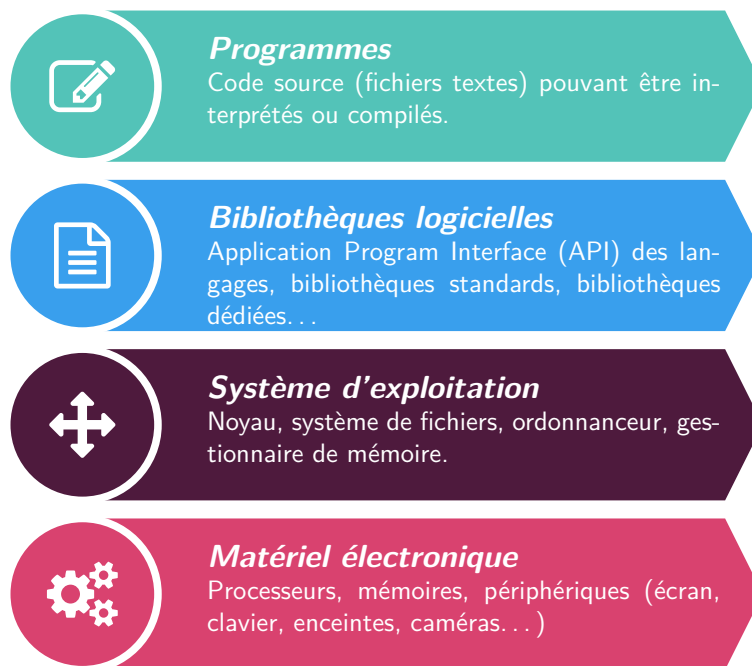 Programmes
Code source (fichiers textes) pouvant être in-
terprétés ou compilés.
Bibliothèques logicielles
Application Program Interface (API) des lan-
gages, bibliothèques standards, bibliothèques
dédiées...
Système d'exploitation
Noyau, système de fichiers, ordonnanceur, ges-
tionnaire de mémoire.
Matériel électronique
Processeurs, mémoires, périphériques (écran,
clavier, enceintes, caméras...)